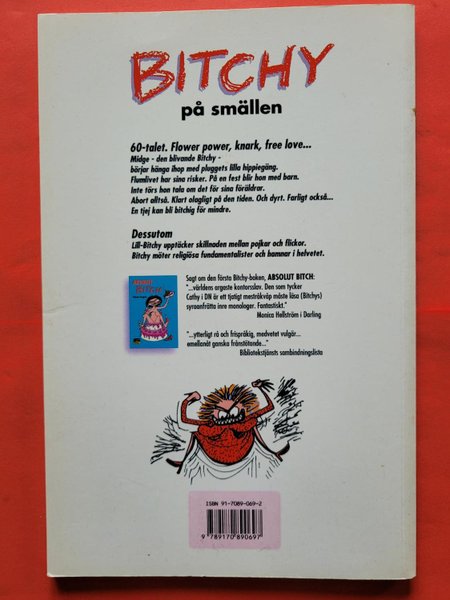 BITCHY
på smällen
60-talet. Flower power, knark, free love...
Midge - den blivande Bitchy -
börjar hänga ihop med pluggets lilla hippiegäng.
Flumlivet har sina risker. På en fest blir hon med barn.
Inte törs hon tala om det för sina föräldrar.
Abort alltså. Klart olagligt på den tiden. Och dyrt. Farligt också...
En tjej kan bli bitchig för mindre.
Dessutom
Lill-Bitchy upptäcker skillnaden mellan pojkar och flickor.
Bitchy möter religiösa fundamentalister och hamnar i helvetet.
Sagt om den första Bitchy-boken, ABSOLUT BITCH:
"...världens argaste kontorsslav. Den som tycker
Cathy i DN är ett tjatigt mesträkväp måste läsa (Bitchys)
syraonfrätta inre monologer. Fantastiskt."
Monica Hellström i Darling
"...ytterligt rå och frispråkig, medvetet vulgär...
emellanåt ganska frånstötande..."
Bibliotekstjänsts sambindningslista
ABSOLUT
BITCH
ISBN 91-7089-069-2
9 789170 890697